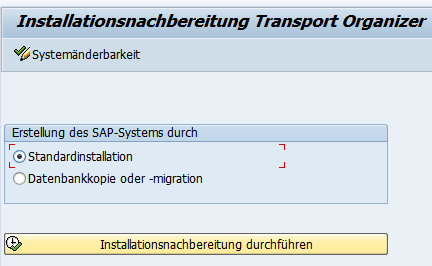 Installationsnachbereitung Transport Organizer
Systemänderbarkeit
Erstellung des SAP-Systems durch
Standardinstallation
Datenbankkopie oder -migration
Installationsnachbereitung durchführen